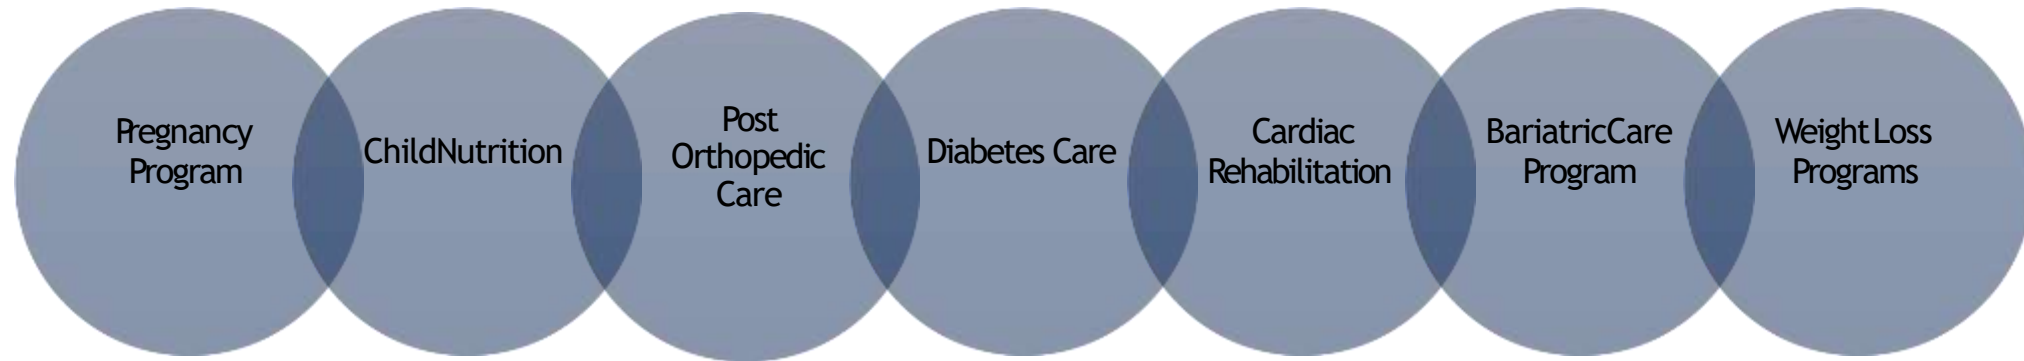 Pregnancy
Program
ChildNutrition
Post
Orthopedic
Care
Diabetes Care
Cardiac
Rehabilitation
BariatricCare
Program
Weight Loss
Programs